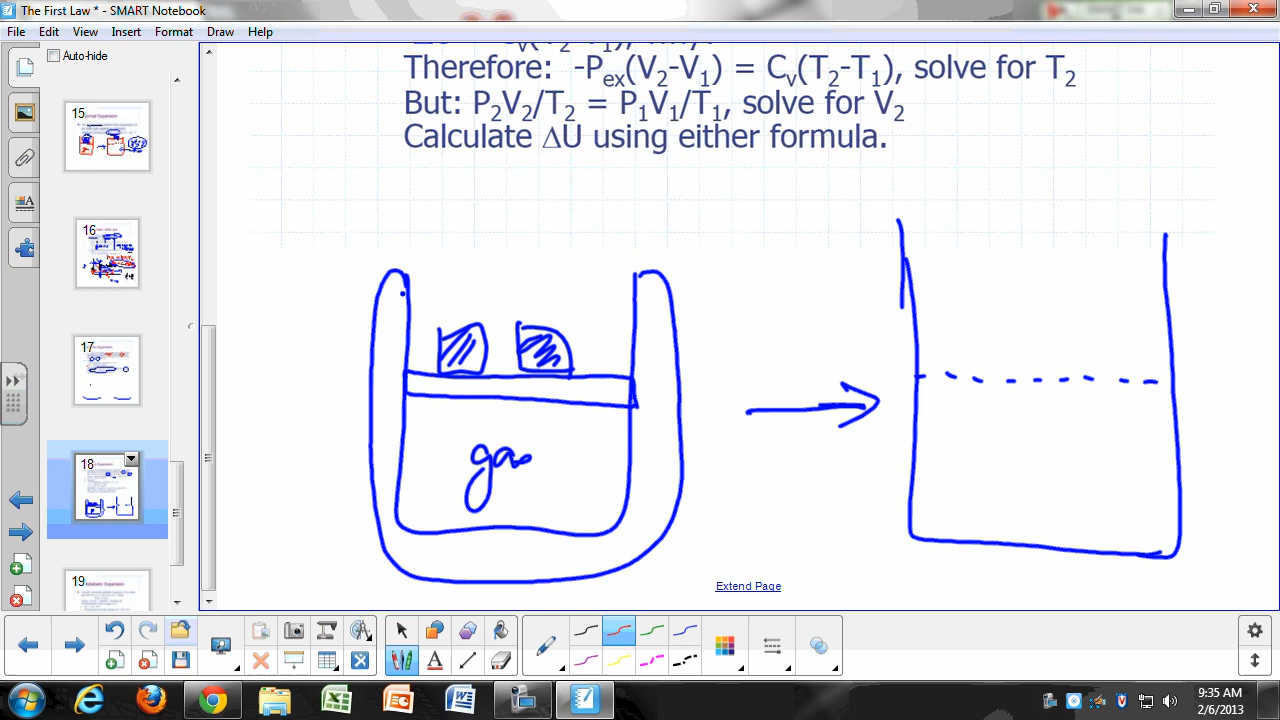 The First Law * - SMART Notebook
File Edit View Insert Format Draw Help
Auto-hide
15
16
17
18
19
Adiabatic Expansion
Therefore: -Pex(V2-V1) = Cv(T2-T1), solve for T2
But: P2V2/T2 = P1V1/T1, solve for V2
Calculate ∆U using either formula.
gas
Extend Page
9:35 AM
2/6/2013